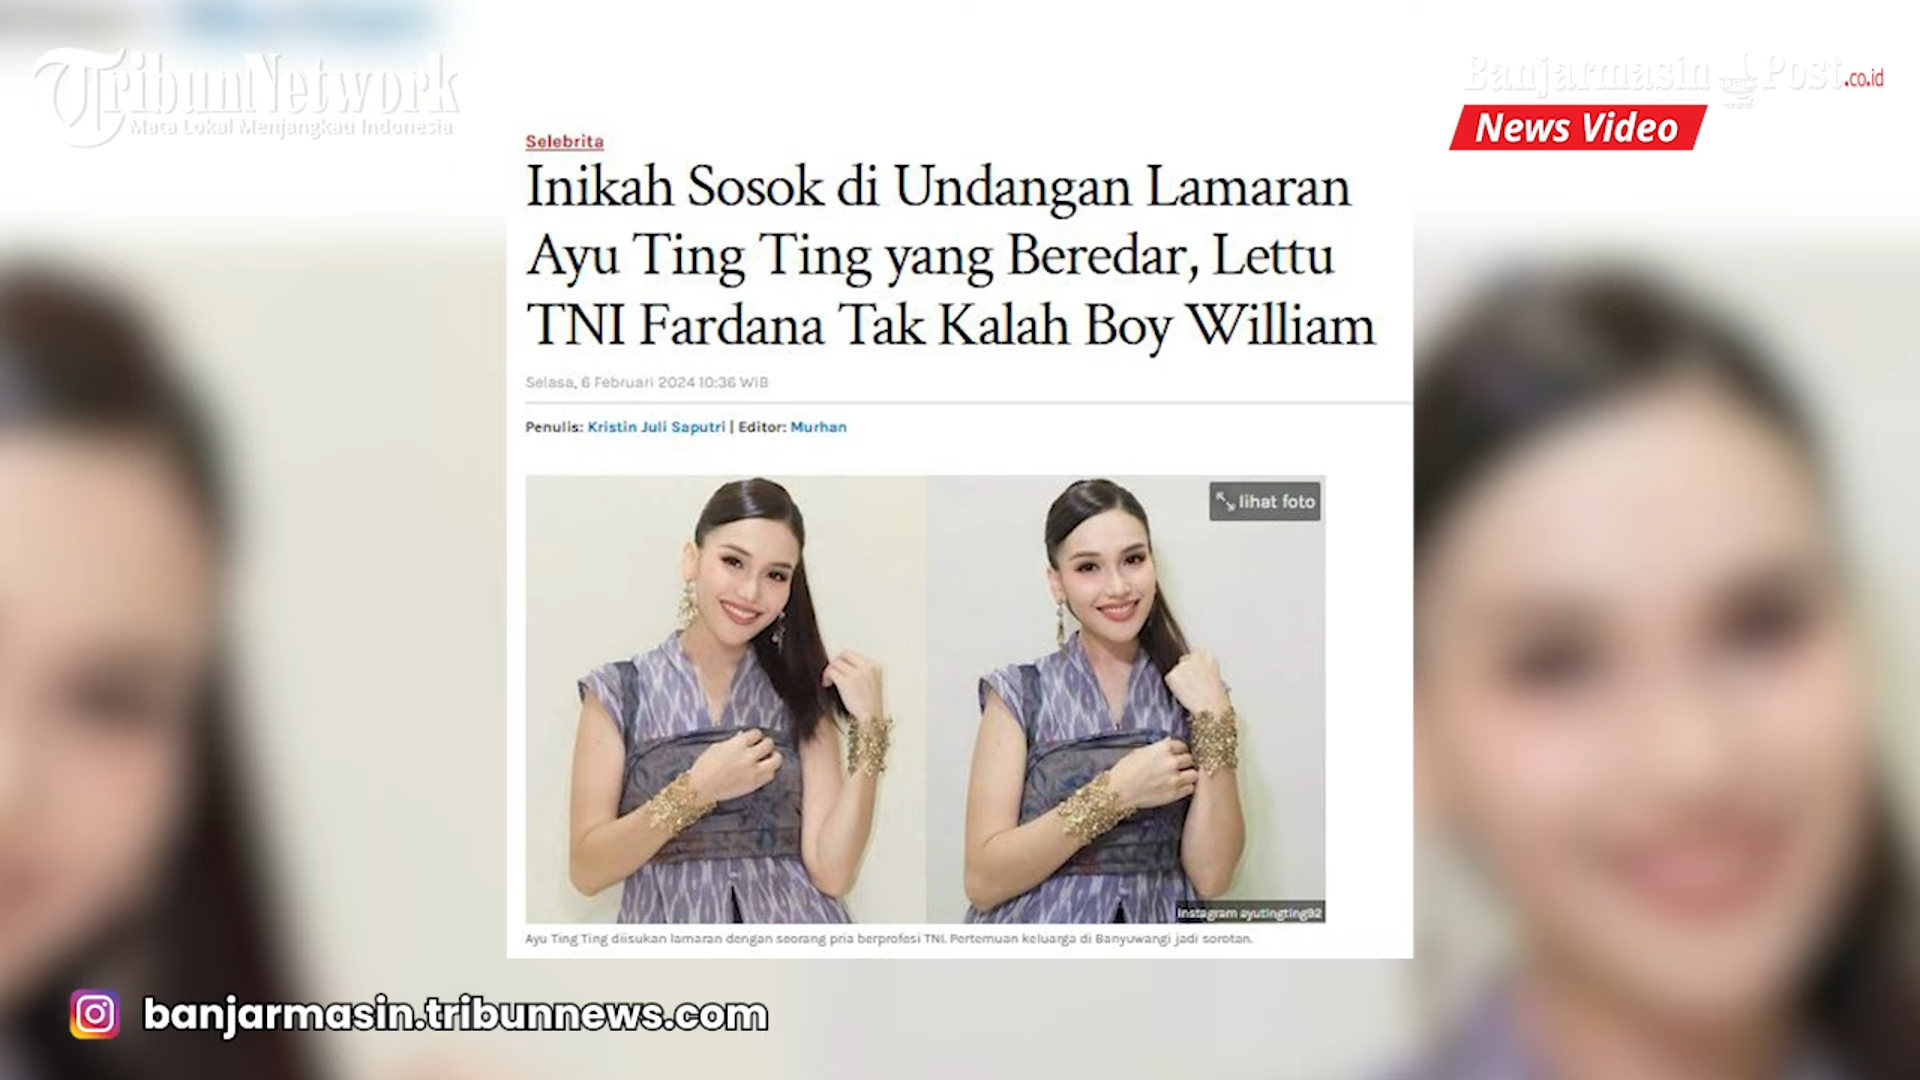 TribunNetwork
Mata Lokal Menjangkau Indonesia
Banjarmasin Post.co.id
News Video
Selebrita
Inikah Sosok di Undangan Lamaran
Ayu Ting Ting yang Beredar, Lettu
TNI Fardana Tak Kalah Boy William
Selasa, 6 Februari 2024 10:36 WIB
Penulis: Kristin Juli Saputri | Editor: Murhan
lihat foto
Instagram ayutingting92
Ayu Ting Ting diisukan lamaran dengan seorang pria berprofesi TNI. Pertemuan keluarga di Banyuwangi jadi sorotan.
banjarmasin.tribunnews.com